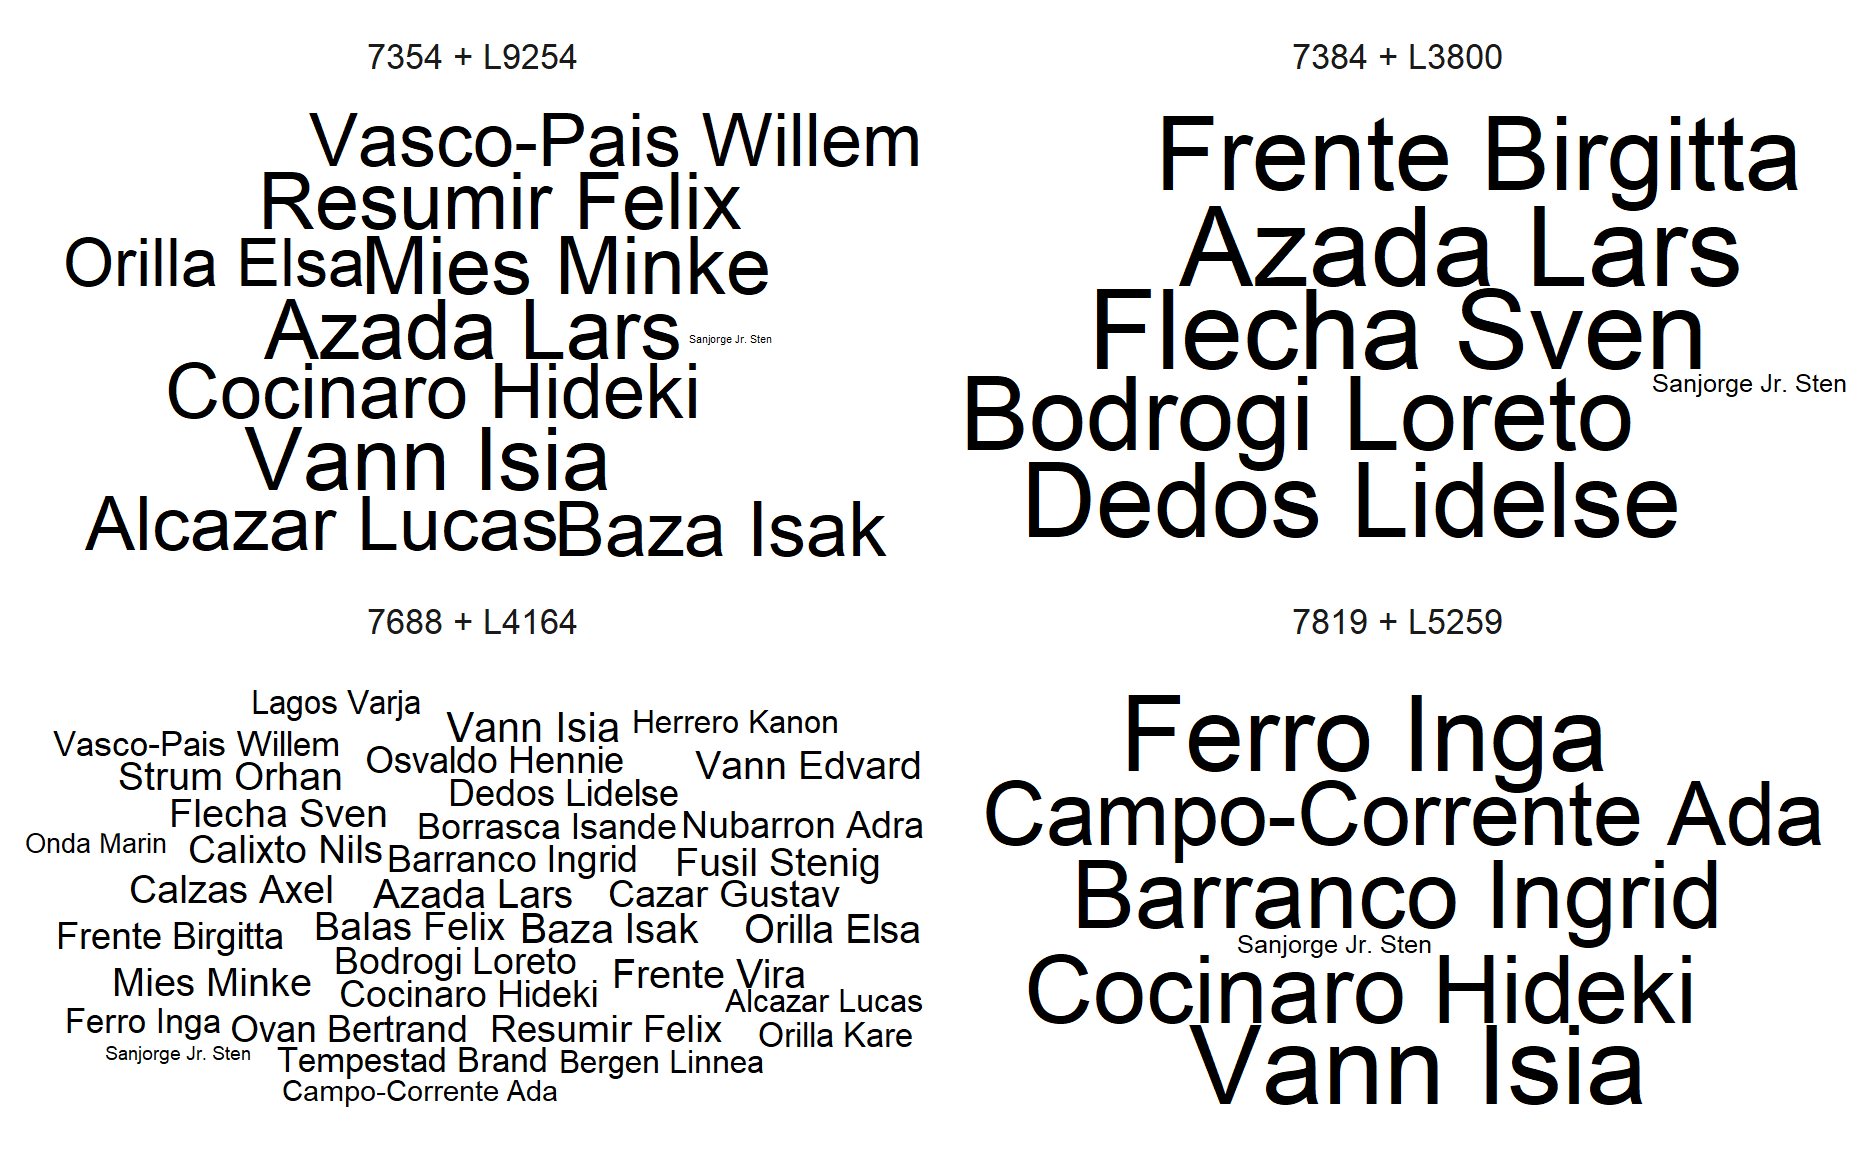 7354 + L9254
Vasco-Pais Willem
Resumir Felix
Orilla Elsa
Mies Minke
Azada Lars
Sanjorge Jr. Sten
Cocinaro Hideki
Vann Isia
Alcazar Lucas
Baza Isak
7384 + L3800
Frente Birgitta
Azada Lars
Flecha Sven
Sanjorge Jr. Sten
Bodrogi Loreto
Dedos Lidelse
7688 + L4164
Lagos Varja
Vann Isia
Herrero Kanon
Vasco-Pais Willem
Osvaldo Hennie
Vann Edvard
Strum Orhan
Dedos Lidelse
Flecha Sven
Borrasca Isande
Nubarron Adra
Onda Marin
Calixto Nils
Barranco Ingrid
Fusil Stenig
Calzas Axel
Azada Lars
Cazar Gustav
Frente Birgitta
Balas Felix
Baza Isak
Orilla Elsa
Bodrogi Loreto
Mies Minke
Frente Vira
Cocinaro Hideki
Alcazar Lucas
Ferro Inga
Ovan Bertrand
Resumir Felix
Orilla Kare
Sanjorge Jr. Sten
Tempestad Brand
Bergen Linnea
Campo-Corrente Ada
7819 + L5259
Ferro Inga
Campo-Corrente Ada
Barranco Ingrid
Sanjorge Jr. Sten
Cocinaro Hideki
Vann Isia